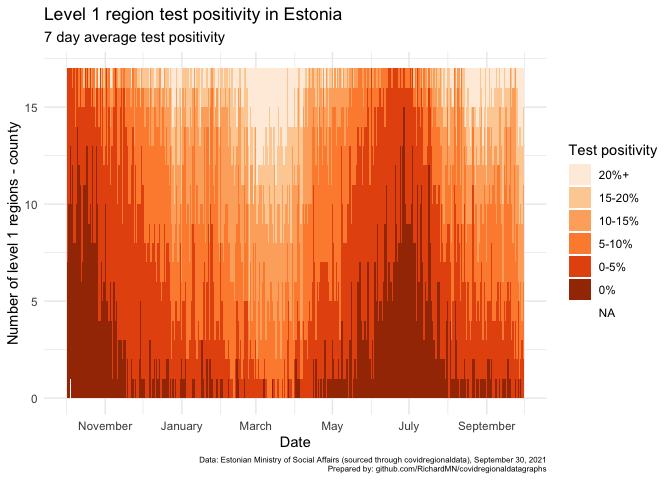 Level 1 region test positivity in Estonia
7 day average test positivity
Number of level 1 regions - county
15
10
5
0
November January March May July September
Date
Test positivity
20%+
15-20%
10-15%
5-10%
0-5%
0%
NA
Data: Estonian Ministry of Social Affairs (sourced through covidregionaldata), September 30, 2021
Prepared by: github.com/RichardMN/covidregionaldatagraphs